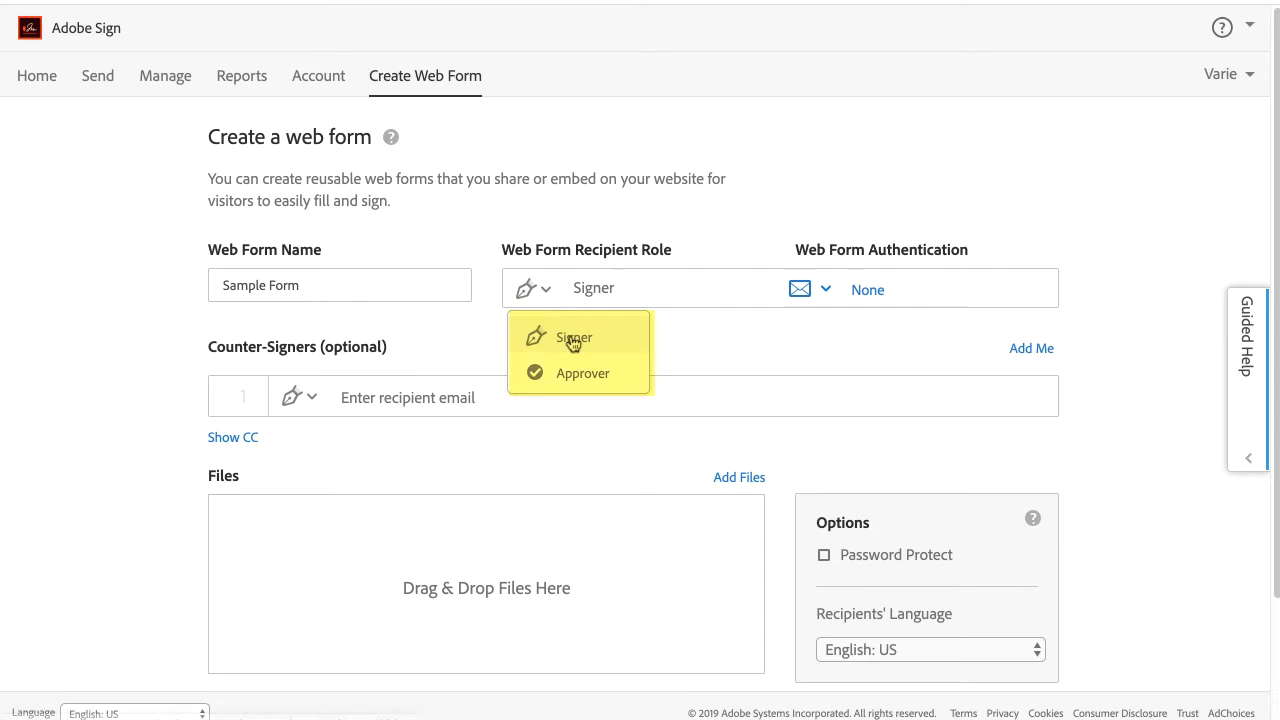 Adobe Sign
?
Home Send Manage Reports Account Create Web Form Varie
Create a web form ?
You can create reusable web forms that you share or embed on your website for
visitors to easily fill and sign.
Web Form Name Web Form Recipient Role Web Form Authentication
Sample Form Signer None
Signer
Approver
Guided Help
Counter-Signers (optional) Add Me
1 Enter recipient email
Show CC
Files Add Files
Drag & Drop Files Here
Options ?
Password Protect
Recipients' Language
English: US
Language English: US © 2019 Adobe Systems Incorporated. All rights reserved. Terms Privacy Cookies Consumer Disclosure Trust AdChoices